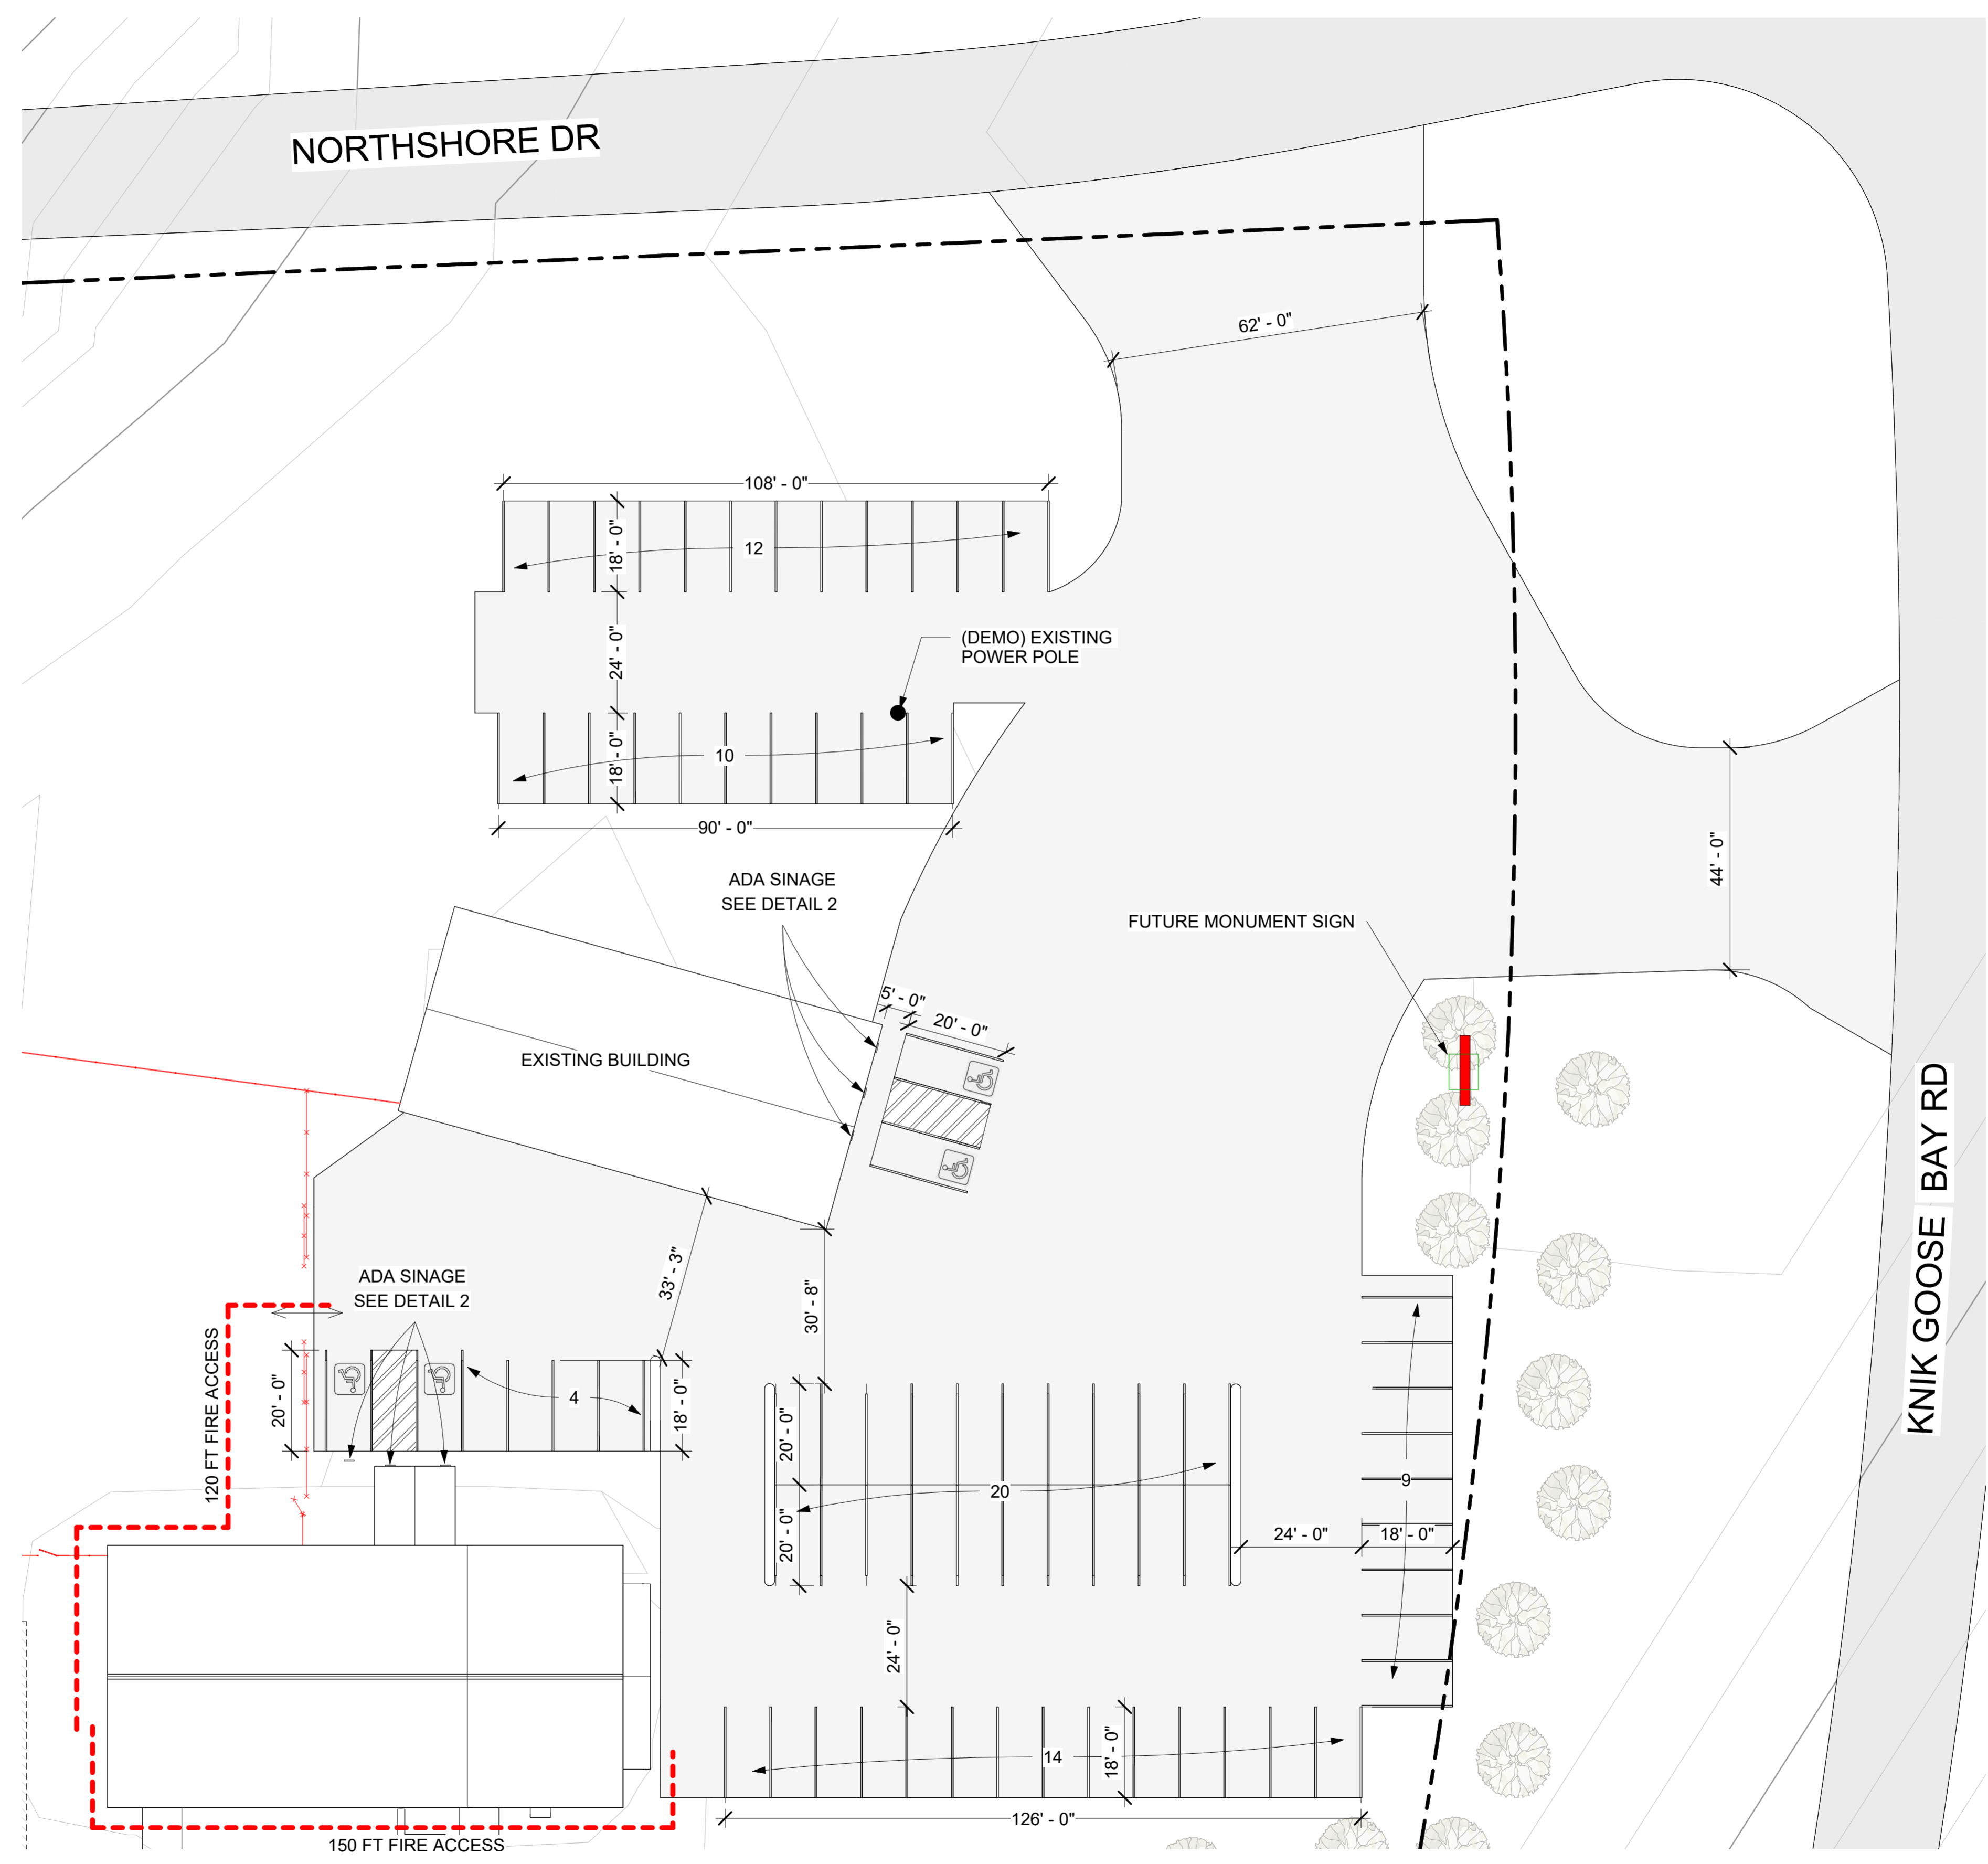 NORTHSHORE DR
62' - 0"
108' - 0"
18' - 0"
12
24' - 0"
(DEMO) EXISTING
POWER POLE
18' - 0"
10
90' - 0"
44' - 0"
ADA SINAGE
SEE DETAIL 2
FUTURE MONUMENT SIGN
5' - 0"
20' - 0"
EXISTING BUILDING
KNIK GOOSE BAY RD
33' - 3"
30' - 8"
ADA SINAGE
SEE DETAIL 2
120 FT FIRE ACCESS
20' - 0"
4
18' - 0"
20' - 0"
20
20' - 0"
9
24' - 0"
18' - 0"
24' - 0"
14
18' - 0"
126' - 0"
150 FT FIRE ACCESS